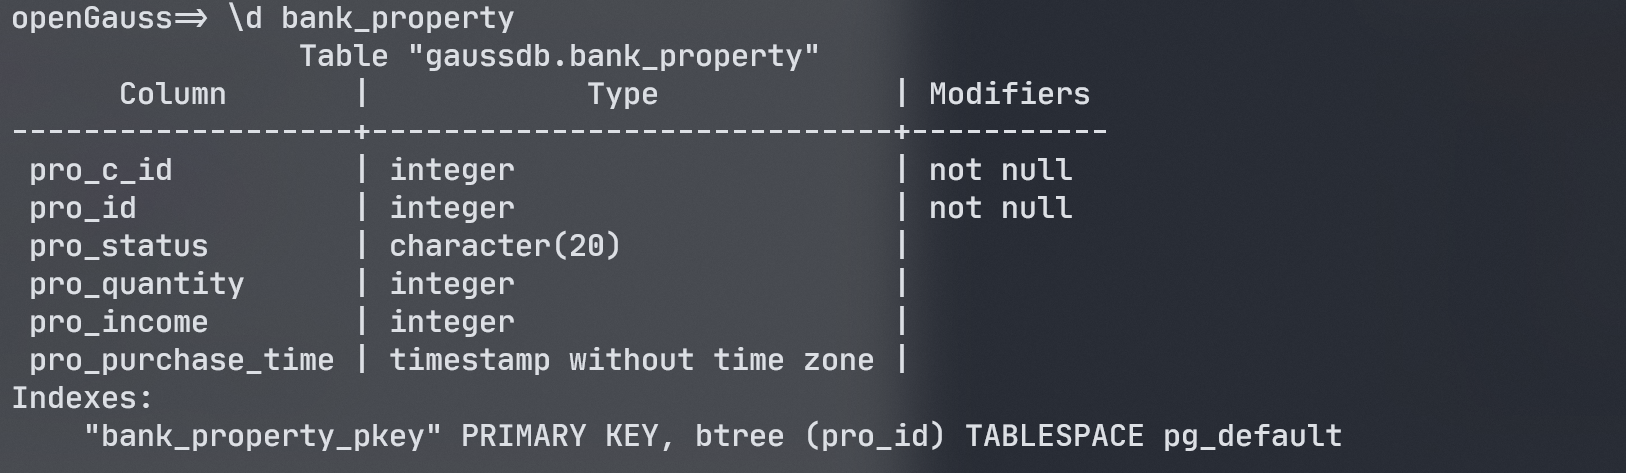 openGauss=> \d bank_property
                Table "gaussdb.bank_property"
      Column       |            Type             | Modifiers
-------------------+-----------------------------+-----------
 pro_c_id          | integer                     | not null
 pro_id            | integer                     | not null
 pro_status        | character(20)               |
 pro_quantity      | integer                     |
 pro_income        | integer                     |
 pro_purchase_time | timestamp without time zone |
Indexes:
    "bank_property_pkey" PRIMARY KEY, btree (pro_id) TABLESPACE pg_default